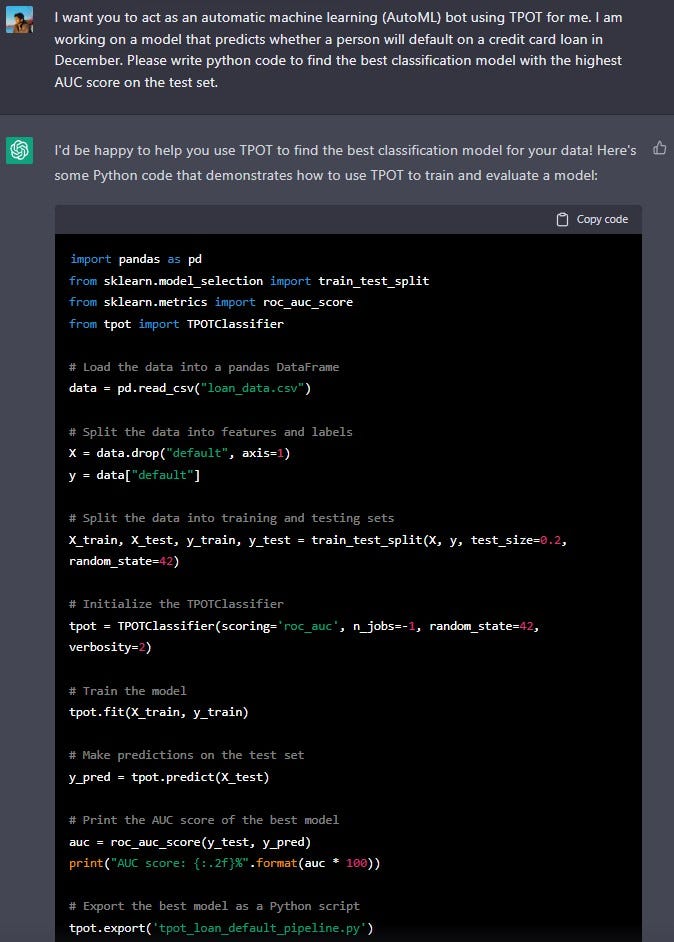 I want you to act as an automatic machine learning (AutoML) bot using TPOT for me. I am
working on a model that predicts whether a person will default on a credit card loan in
December. Please write python code to find the best classification model with the highest
AUC score on the test set.
I'd be happy to help you use TPOT to find the best classification model for your data! Here's
some Python code that demonstrates how to use TPOT to train and evaluate a model:
Copy code
import pandas as pd
from sklearn.model_selection import train_test_split
from sklearn.metrics import roc_auc_score
from tpot import TPOTClassifier
# Load the data into a pandas DataFrame
data = pd.read_csv("loan_data.csv")
# Split the data into features and labels
X = data.drop("default", axis=1)
y = data["default"]
# Split the data into training and testing sets
X_train, X_test, y_train, y_test = train_test_split(X, y, test_size=0.2,
random_state=42)
# Initialize the TPOTClassifier
tpot = TPOTClassifier(scoring='roc_auc', n_jobs=-1, random_state=42,
verbosity=2)
# Train the model
tpot.fit(X_train, y_train)
# Make predictions on the test set
y_pred = tpot.predict(X_test)
# Print the AUC score of the best model
auc = roc_auc_score(y_test, y_pred)
print("AUC score: {:.2f}%".format(auc * 100))
# Export the best model as a Python script
tpot.export('tpot_loan_default_pipeline.py')